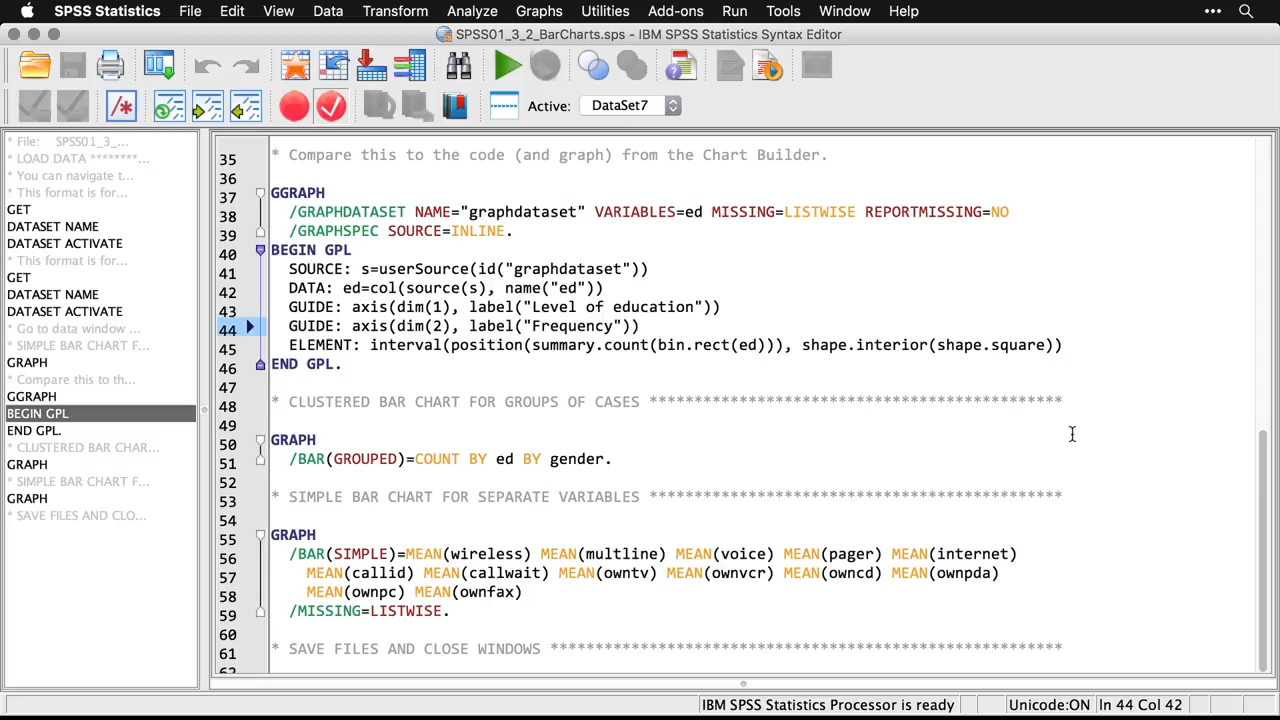 SPSS Statistics File Edit View Data Transform Analyze Graphs Utilities Add-ons Run Tools Window Help
SPSS01_3_2_BarCharts.sps - IBM SPSS Statistics Syntax Editor
Active: DataSet7
* File: SPSS01_3_...
* LOAD DATA ********...
* You can navigate t...
* This format is for...
GET
DATASET NAME
DATASET ACTIVATE
* This format is for...
GET
DATASET NAME
DATASET ACTIVATE
* Go to data window ...
* SIMPLE BAR CHART F...
GRAPH
* Compare this to th...
GGRAPH
BEGIN GPL
END GPL.
* CLUSTERED BAR CHAR...
GRAPH
* SIMPLE BAR CHART F...
GRAPH
* SAVE FILES AND CLO...
35 * Compare this to the code (and graph) from the Chart Builder.
36
37 GGRAPH
38 /GRAPHDATASET NAME="graphdataset" VARIABLES=ed MISSING=LISTWISE REPORTMISSING=NO
39 /GRAPHSPEC SOURCE=INLINE.
40 BEGIN GPL
41 SOURCE: s=userSource(id("graphdataset"))
42 DATA: ed=col(source(s), name("ed"))
43 GUIDE: axis(dim(1), label("Level of education"))
44 GUIDE: axis(dim(2), label("Frequency"))
45 ELEMENT: interval(position(summary.count(bin.rect(ed))), shape.interior(shape.square))
46 END GPL.
47
48 * CLUSTERED BAR CHART FOR GROUPS OF CASES **********************************************
49
50 GRAPH
51 /BAR(GROUPED)=COUNT BY ed BY gender.
52
53 * SIMPLE BAR CHART FOR SEPARATE VARIABLES **********************************************
54
55 GRAPH
56 /BAR(SIMPLE)=MEAN(wireless) MEAN(multline) MEAN(voice) MEAN(pager) MEAN(internet)
57 MEAN(callid) MEAN(callwait) MEAN(owntv) MEAN(ownvcr) MEAN(owncd) MEAN(ownpda)
58 MEAN(ownpc) MEAN(ownfax)
59 /MISSING=LISTWISE.
60
61 * SAVE FILES AND CLOSE WINDOWS *********************************************************
62
IBM SPSS Statistics Processor is ready Unicode:ON In 44 Col 42